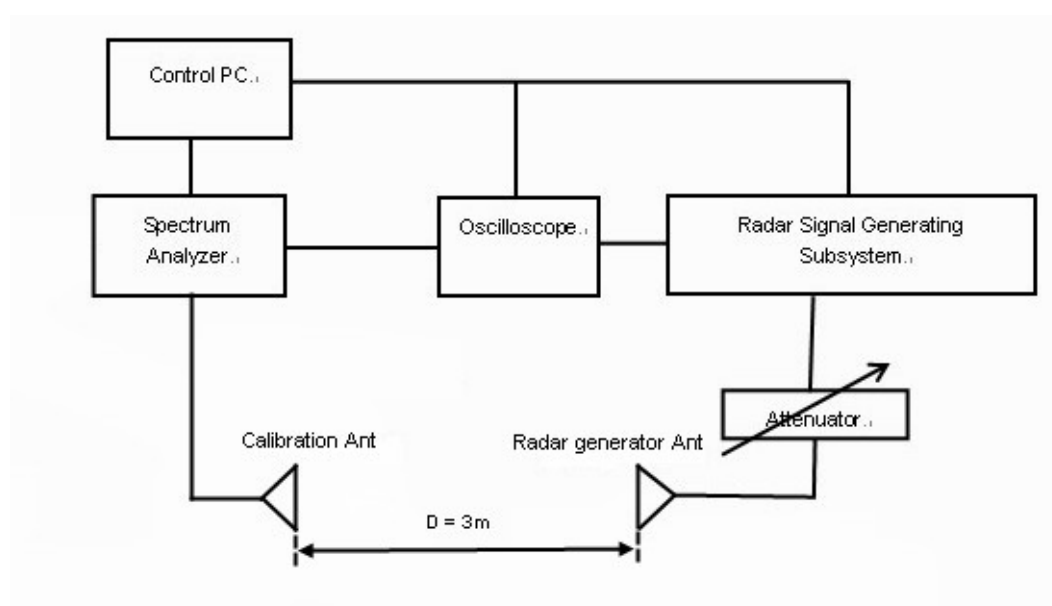 Control PC.
Spectrum
Analyzer.
Oscilloscope.
Radar Signal Generating
Subsystem.
Attenuator.
Calibration Ant
Radar generator Ant
D = 3m